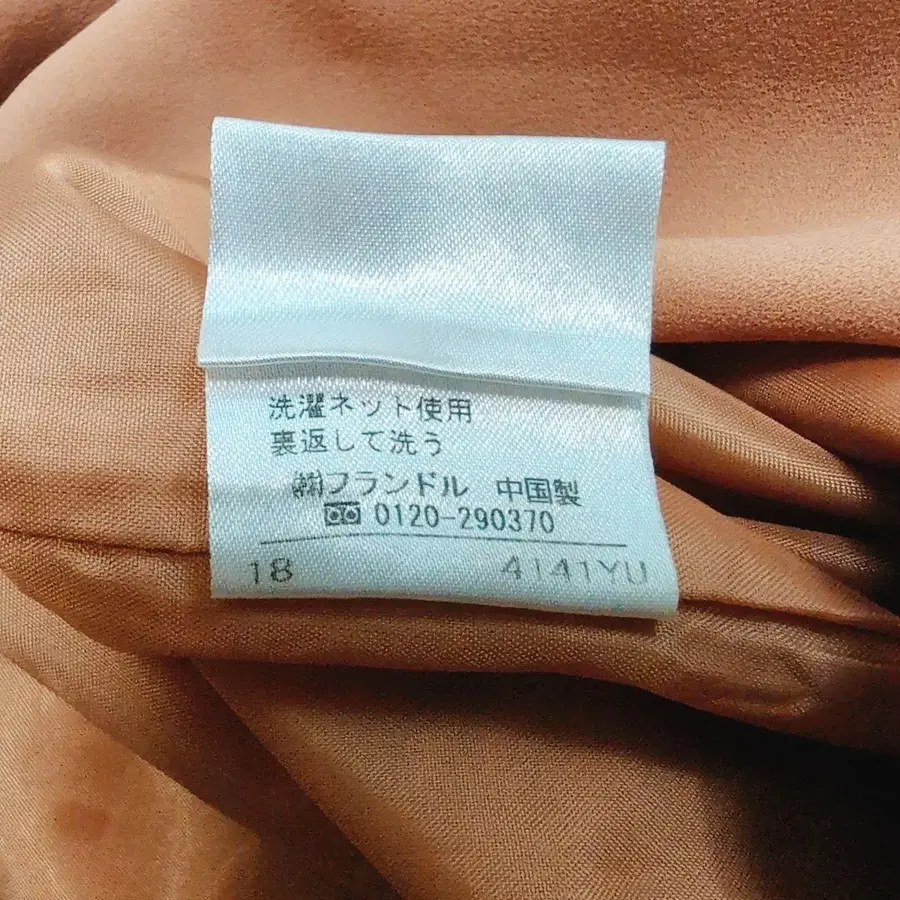 洗濯ネット使用
裏返して洗う
㈱フランドル 中国製
0120-290370
18 4141YU